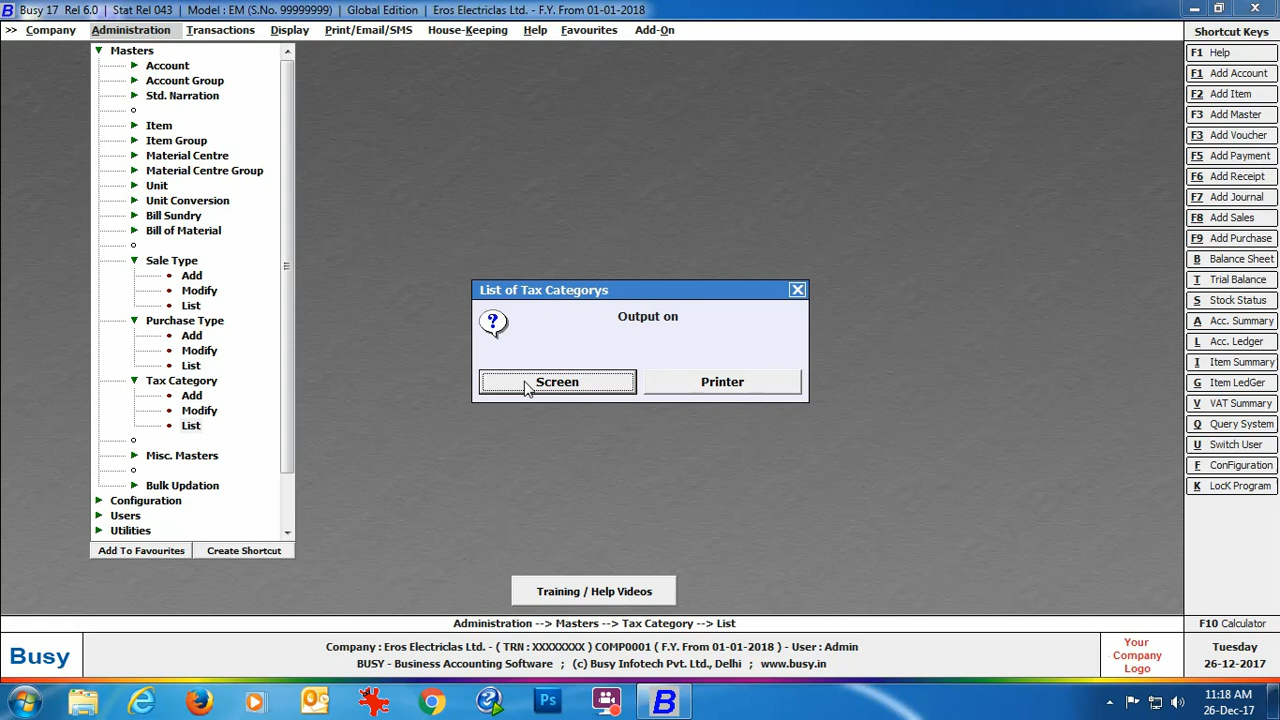 Busy 17 Rel 6.0 | Stat Rel 043 | Model : EM (S.No. 99999999) | Global Edition | Eros Electriclas Ltd. - F.Y. From 01-01-2018
>> Company Administration Transactions Display Print/Email/SMS House-Keeping Help Favourites Add-On
Masters
Account
Account Group
Std. Narration
Item
Item Group
Material Centre
Material Centre Group
Unit
Unit Conversion
Bill Sundry
Bill of Material
Sale Type
Add
Modify
List
Purchase Type
Add
Modify
List
Tax Category
Add
Modify
List
Misc. Masters
Bulk Updation
Configuration
Users
Utilities
Add To Favourites Create Shortcut
List of Tax Categorys
Output on
Screen Printer
Training / Help Videos
Shortcut Keys
F1 Help
F1 Add Account
F2 Add Item
F3 Add Master
F3 Add Voucher
F5 Add Payment
F6 Add Receipt
F7 Add Journal
F8 Add Sales
F9 Add Purchase
B Balance Sheet
T Trial Balance
S Stock Status
A Acc. Summary
L Acc. Ledger
I Item Summary
G Item LedGer
V VAT Summary
Q Query System
U Switch User
F ConFiguration
K LocK Program
Administration --> Masters --> Tax Category --> List
F10 Calculator
Busy
Company : Eros Electriclas Ltd. - ( TRN : XXXXXXXX ) COMP0001 ( F.Y. From 01-01-2018 ) - User : Admin
BUSY - Business Accounting Software ; (c) Busy Infotech Pvt. Ltd., Delhi ; www.busy.in
Your
Company
Logo
Tuesday
26-12-2017
Ps
B
11:18 AM
26-Dec-17